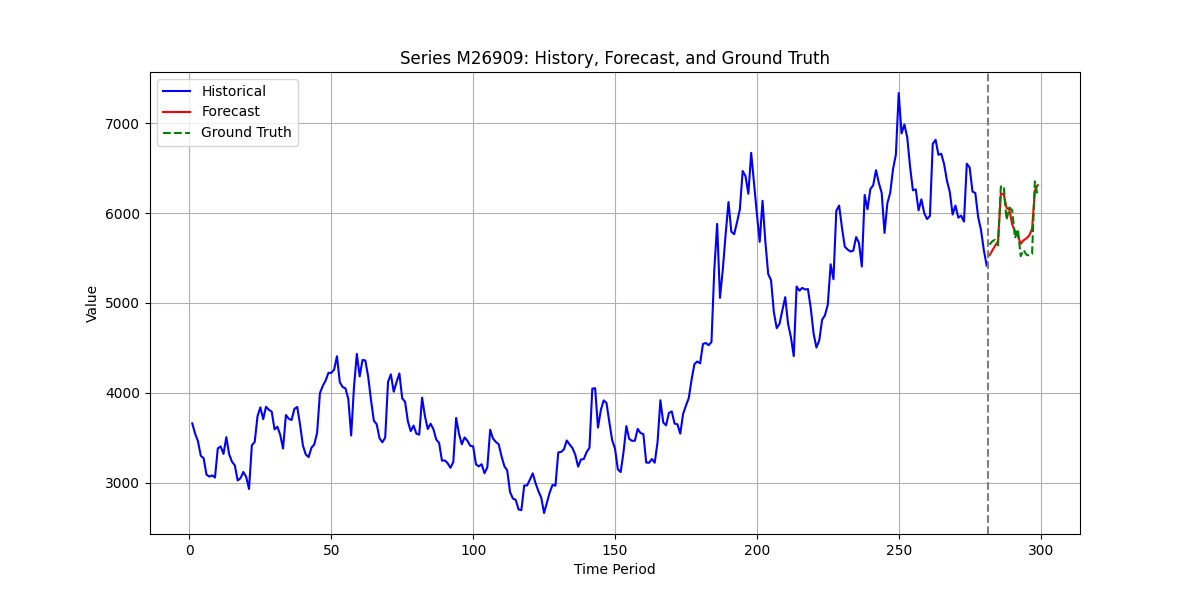 Series M26909: History, Forecast, and Ground Truth
Historical
Forecast
Ground Truth
7000
6000
5000
4000
3000
Value
0 50 100 150 200 250 300
Time Period